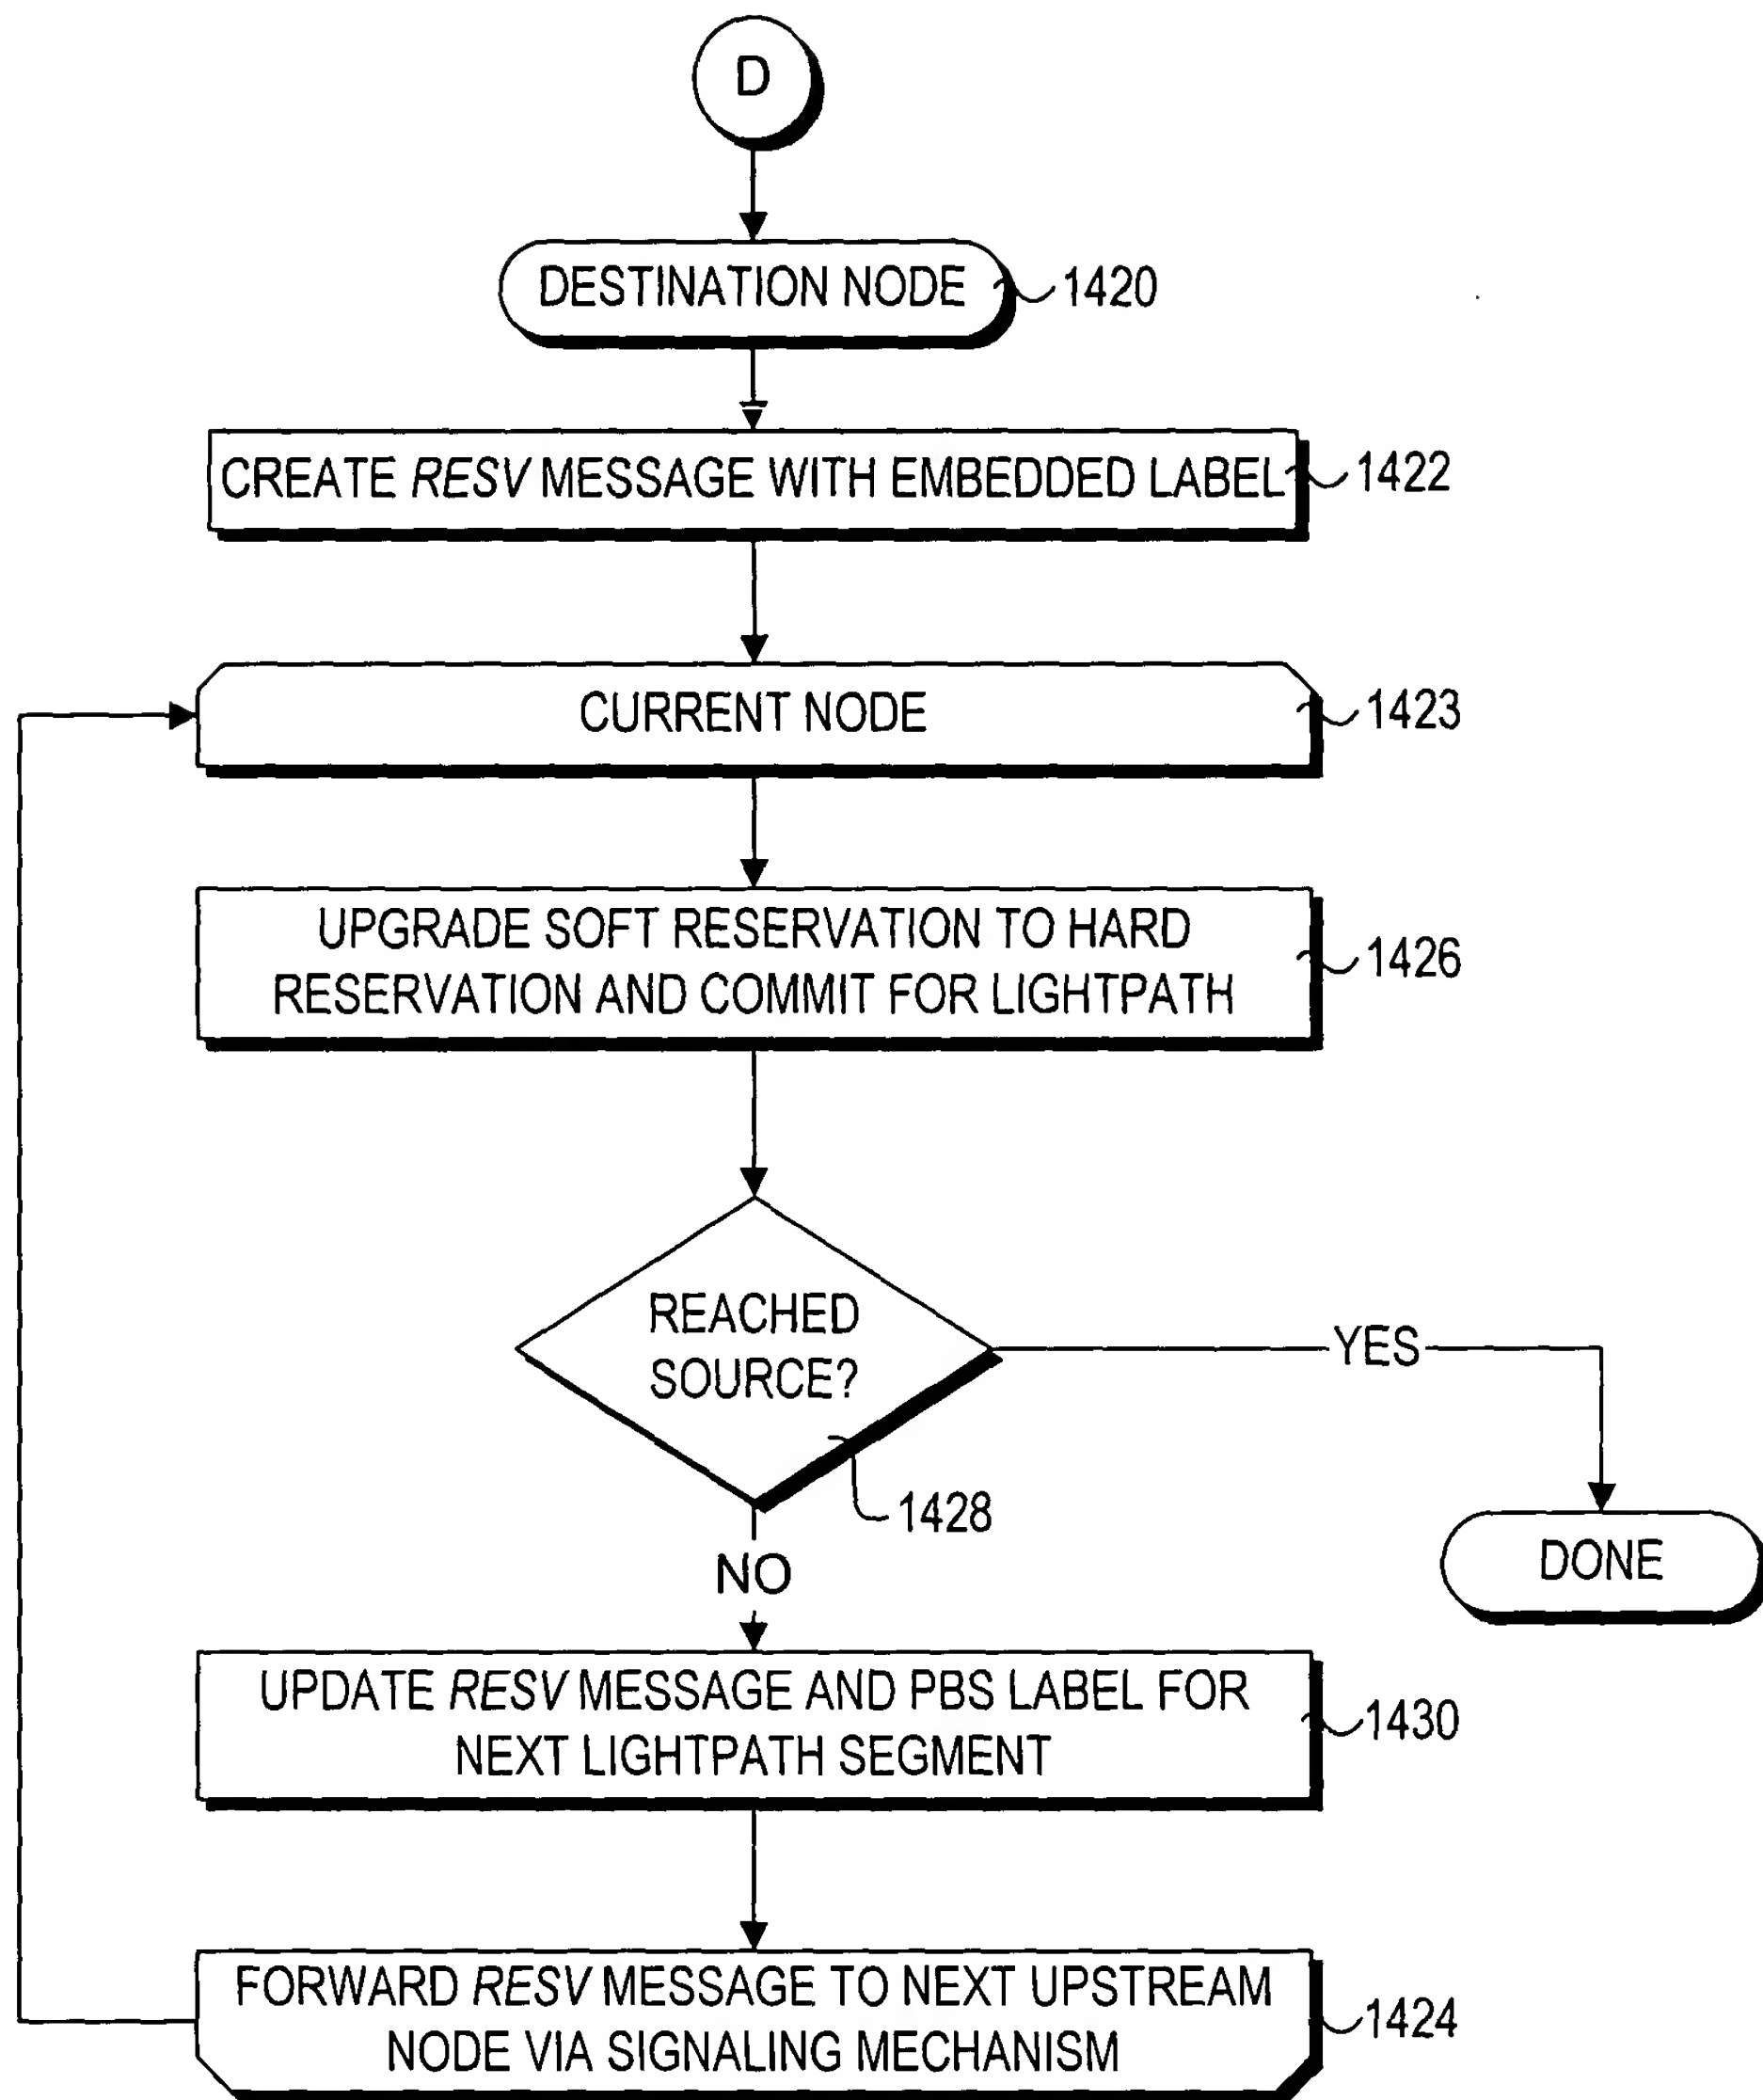 D
DESTINATION NODE
1420
CREATE RESV MESSAGE WITH EMBEDDED LABEL
1422
CURRENT NODE
1423
UPGRADE SOFT RESERVATION TO HARD
RESERVATION AND COMMIT FOR LIGHTPATH
1426
REACHED
SOURCE?
YES
1428
NO
DONE
UPDATE RESV MESSAGE AND PBS LABEL FOR
NEXT LIGHTPATH SEGMENT
1430
FORWARD RESV MESSAGE TO NEXT UPSTREAM
NODE VIA SIGNALING MECHANISM
1424